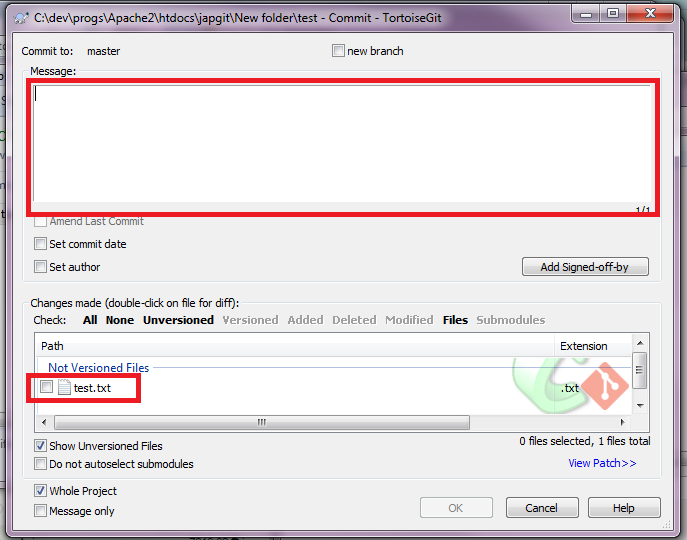 C:\dev\progs\Apache2\htdocs\japgit\New folder\test - Commit - TortoiseGit
Commit to: master new branch
Message:
1/1
Amend Last Commit
Set commit date
Set author Add Signed-off-by
Changes made (double-click on file for diff):
Check: All None Unversioned Versioned Added Deleted Modified Files Submodules
Path Extension
Not Versioned Files
test.txt .txt
Show Unversioned Files 0 files selected, 1 files total
Do not autoselect submodules View Patch>>
Whole Project
Message only OK Cancel Help